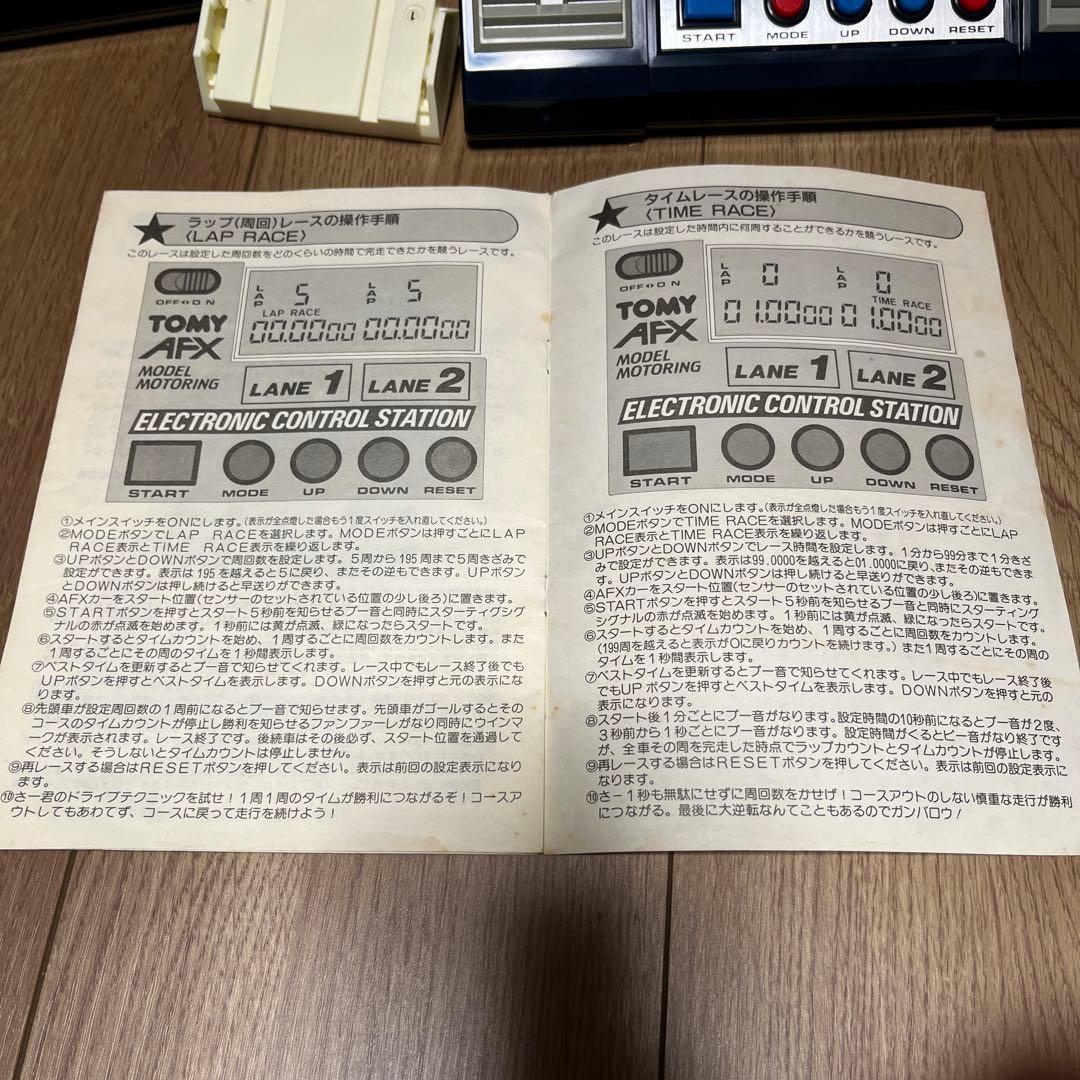 START MODE UP DOWN RESET
1
ラップ(周回)レースの操作手順
〈LAP RACE〉
このレースは設定した周回数をどのくらいの時間で完走できたかを競うレースです。
OFF↔ON
LAP 5 LAP 5
LAP RACE
00.0000 00.0000
TOMY
AFX
MODEL
MOTORING
LANE 1 LANE 2
ELECTRONIC CONTROL STATION
START MODE UP DOWN RESET
①メインスイッチをONにします。(表示が全点燈した場合もう1度スイッチを入れ直してください。)
②MODEボタンでLAP RACEを選択します。MODEボタンは押すごとにLAP
RACE表示とTIME RACE表示を繰り返します。
③UPボタンとDOWNボタンで周回数を設定します。5周から195周まで5周きざみで
設定ができます。表示は195を越えると5に戻り、またその逆もできます。UPボタン
とDOWNボタンは押し続けると早送りができます。
④AFXカーをスタート位置(センサーのセットされている位置の少し後ろ)に置きます。
⑤STARTボタンを押すとスタート5秒前を知らせるブー音と同時にスターティグシグ
ナルの赤が点滅を始めます。1秒前には黄が点滅、緑になったらスタートです。
⑥スタートするとタイムカウントを始め、1周するごとに周回数をカウントします。また
1周するごとにその周のタイムを1秒間表示します。
⑦ベストタイムを更新するとブー音で知らせてくれます。レース中でもレース終了後でも
UPボタンを押すとベストタイムを表示します。DOWNボタンを押すと元の表示にな
ります。
⑧先頭車が設定周回数の1周前になるとブー音で知らせます。先頭車がゴールするとその
コースのタイムカウントが停止し勝利を知らせるファンファーレがなり同時にウインマ
ークが表示されます。レース終了です。後続車はその後必ず、スタート位置を通過して
ください。そうしないとタイムカウントは停止しません。
⑨再レースする場合はRESETボタンを押してください。表示は前回の設定表示になり
ます。
⑩さー君のドライブテクニックを試せ!1周1周のタイムが勝利につながるぞ!コースア
ウトしてもあわてず、コースに戻って走行を続けよう!
タイムレースの操作手順
〈TIME RACE〉
このレースは設定した時間内に何周することができるかを競うレースです。
OFF↔ON
LAP 0 LAP 0
TIME RACE
01.0000 01.0000
TOMY
AFX
MODEL
MOTORING
LANE 1 LANE 2
ELECTRONIC CONTROL STATION
START MODE UP DOWN RESET
①メインスイッチをONにします。(表示が全点燈した場合もう1度スイッチを入れ直してください。)
②MODEボタンでTIME RACEを選択します。MODEボタンは押すごとにLAP
RACE表示とTIME RACE表示を繰り返します。
③UPボタンとDOWNボタンでレース時間を設定します。1分から99分まで1分きざ
みで設定ができます。表示は99.0000を越えると01.0000に戻り、またその逆もできま
す。UPボタンとDOWNボタンは押し続けると早送りができます。
④AFXカーをスタート位置(センサーのセットされている位置の少し後ろ)に置きます。
⑤STARTボタンを押すとスタート5秒前を知らせるブー音と同時にスターティング
シグナルの赤が点滅を始めます。1秒前には黄が点滅、緑になったらスタートです。
⑥スタートするとタイムカウントを始め、1周するごとに周回数をカウントします。
(199周を越えると表示が0に戻りカウントを続けます。)また1周するごとにその周の
タイムを1秒間表示します。
⑦ベストタイムを更新するとブー音で知らせてくれます。レース中でもレース終了後
でもUPボタンを押すとベストタイムを表示します。DOWNボタンを押すと元の
表示になります。
⑧スタート後1分ごとにブー音がなります。設定時間の10秒前になるとブー音が2度、
3秒前から1秒ごとにブー音がなります。設定時間がくるとビー音がなり終了です
が、全車その周を完走した時点でラップカウントとタイムカウントが停止します。
⑨再レースする場合はRESETボタンを押してください。表示は前回の設定表示に
なります。
⑩さー1秒も無駄にせずに周回数をかせげ!コースアウトのしない慎重な走行が勝利
につながる。最後に大逆転なんてこともあるのでガンバロウ!